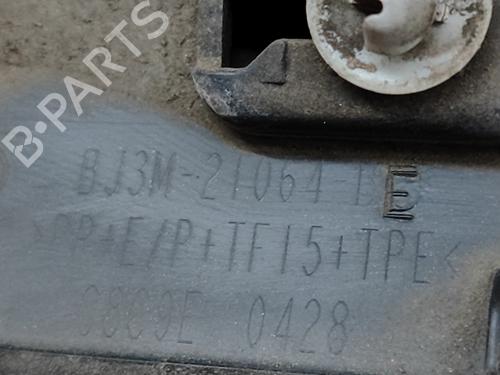 B-PARTS
BJ3M-21064-1E
>PP+E/P+TF15+TPE<
0428